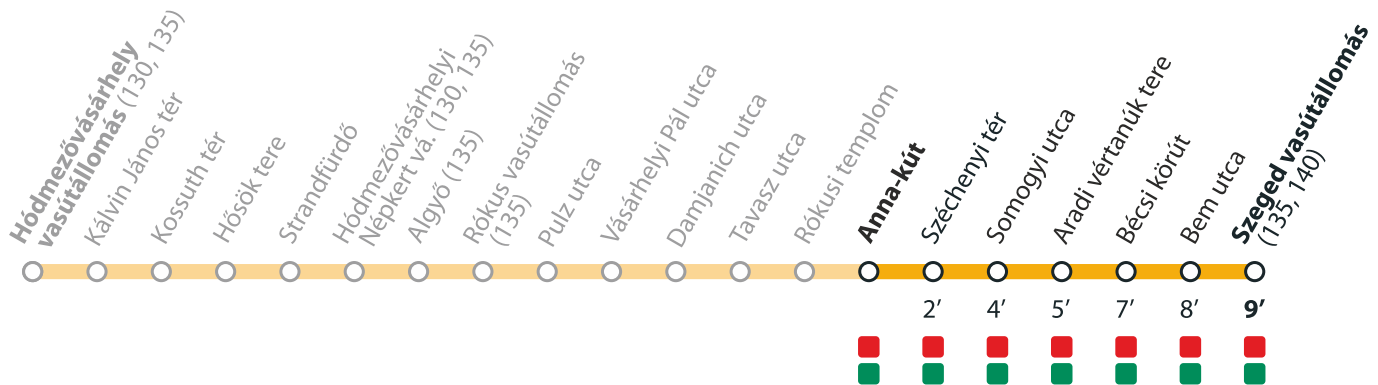 Hódmezővásárhely
vasútállomás (130, 135)
Kálvin János tér
Kossuth tér
Hősök tere
Strandfürdő
Hódmezővásárhelyi
Népkert vá. (130, 135)
Algyő (135)
Rókus vasútállomás
(135)
Pulz utca
Vásárhelyi Pál utca
Damjanich utca
Tavasz utca
Rókusi templom
Anna-kút
Széchenyi tér
Somogyi utca
Aradi vértanúk tere
Bécsi körút
Bem utca
Szeged vasútállomás
(135, 140)
2’ 4’ 5’ 7’ 8’ 9’